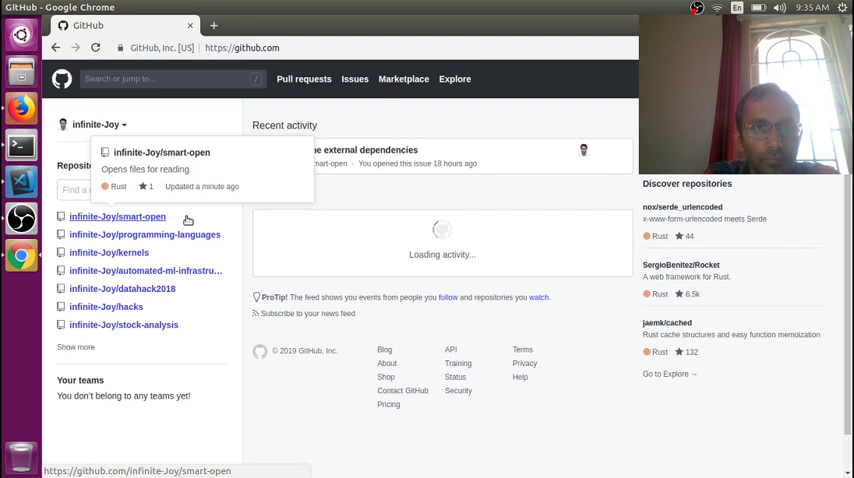 GitHub - Google Chrome
En
9:35 AM
GitHub
GitHub, Inc. [US]
https://github.com
Search or jump to...
/
Pull requests
Issues
Marketplace
Explore
infinite-Joy
Recent activity
infinite-Joy/smart-open
Opens files for reading.
Rust
1
Updated a minute ago
he external dependencies
mart-open · You opened this issue 18 hours ago
Reposito
Find a
infinite-Joy/smart-open
infinite-Joy/programming-languages
infinite-Joy/kernels
infinite-Joy/automated-ml-infrastru...
infinite-Joy/datahack2018
infinite-Joy/hacks
infinite-Joy/stock-analysis
Show more
Your teams
You don't belong to any teams yet!
Loading activity...
ProTip! The feed shows you events from people you follow and repositories you watch.
Subscribe to your news feed
© 2019 GitHub, Inc.
Blog
About
Shop
Contact GitHub
Pricing
API
Training
Status
Security
Terms
Privacy
Help
Discover repositories
nox/serde_urlencoded
x-www-form-urlencoded meets Serde
Rust
44
SergioBenitez/Rocket
A web framework for Rust.
Rust
6.5k
jaemk/cached
Rust cache structures and easy function memoization
Rust
132
Go to Explore →
https://github.com/infinite-Joy/smart-open